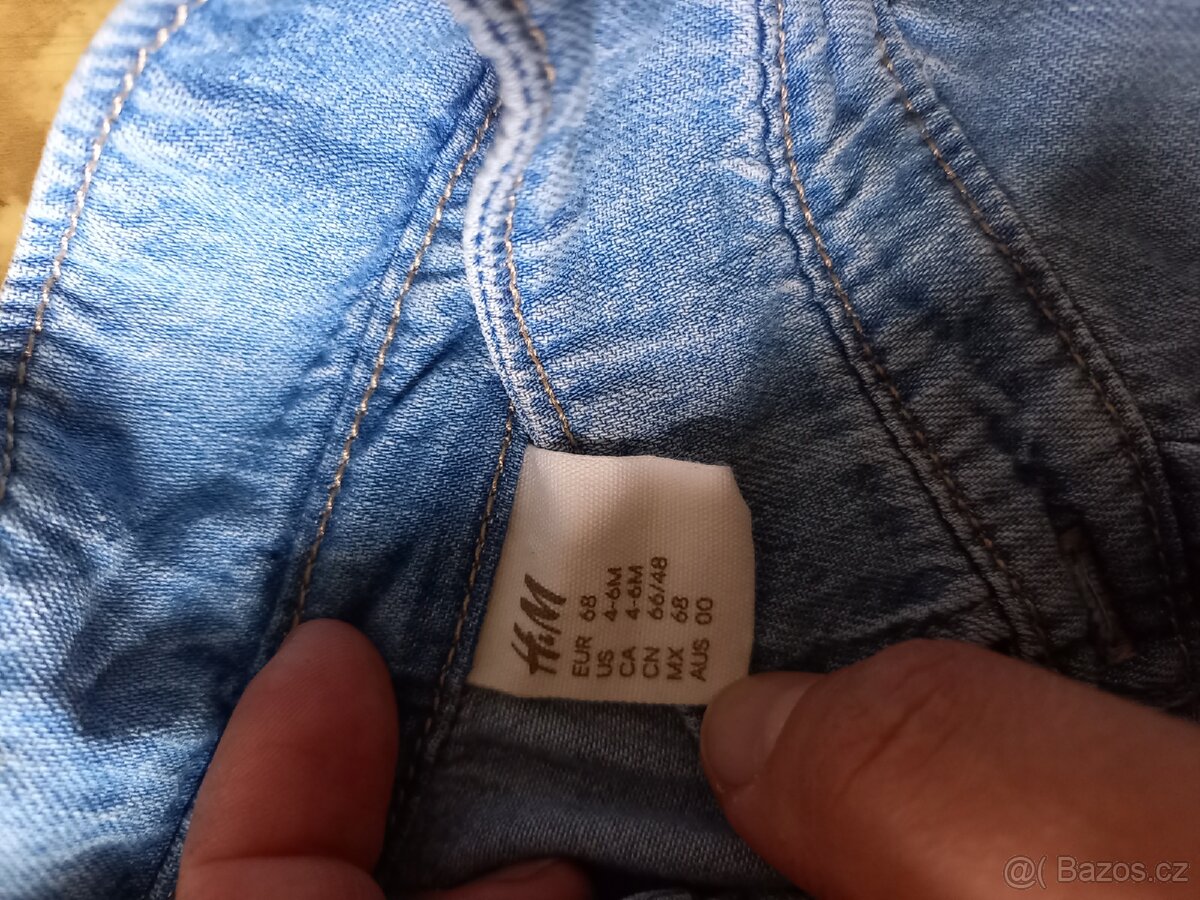 H&M
EUR 68
US 4-6M
CA 4-6M
CN 66/48
MX 68
AUS 00
@( Bazos.cz